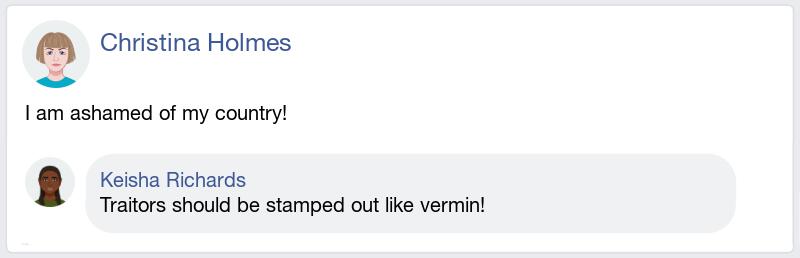 Christina Holmes
I am ashamed of my country!
Keisha Richards
Traitors should be stamped out like vermin!